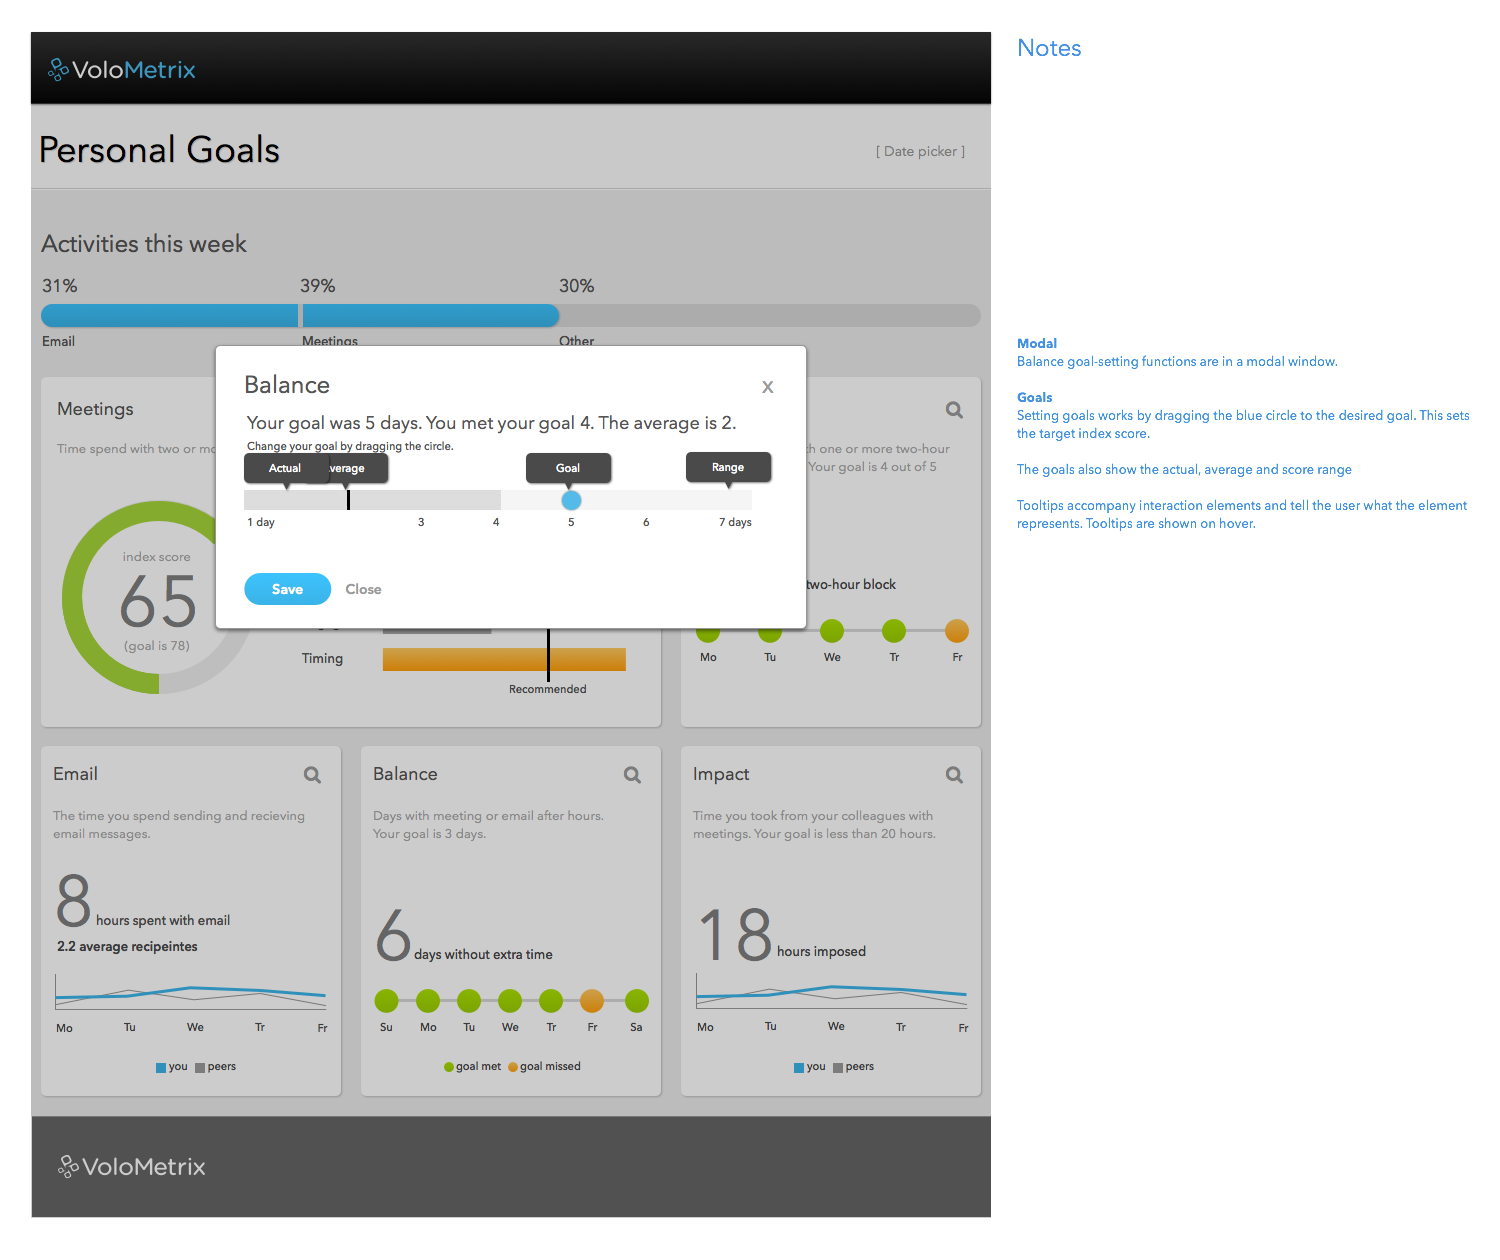 VoloMetrix
Notes
Personal Goals
[ Date picker ]
Activities this week
31%
39%
30%
Email
Meetings
Other
Modal
Balance goal-setting functions are in a modal window.
Goals
Setting goals works by dragging the blue circle to the desired goal. This sets
the target index score.
The goals also show the actual, average and score range
Tooltips accompany interaction elements and tell the user what the element
represents. Tooltips are shown on hover.
Balance
x
Your goal was 5 days. You met your goal 4. The average is 2.
Change your goal by dragging the circle.
Actual
verage
Goal
Range
1 day
3
4
5
6
7 days
Save
Close
Meetings
Time spend with two or mo
index score
65
(goal is 78)
Timing
Recommended
h one or more two-hour
Your goal is 4 out of 5
two-hour block
Mo
Tu
We
Tr
Fr
Email
The time you spend sending and recieving
email messages.
8 hours spent with email
2.2 average recipeintes
Mo
Tu
We
Tr
Fr
you
peers
Balance
Days with meeting or email after hours.
Your goal is 3 days.
6 days without extra time
Su
Mo
Tu
We
Tr
Fr
Sa
goal met
goal missed
Impact
Time you took from your colleagues with
meetings. Your goal is less than 20 hours.
18 hours imposed
Mo
Tu
We
Tr
Fr
you
peers
VoloMetrix